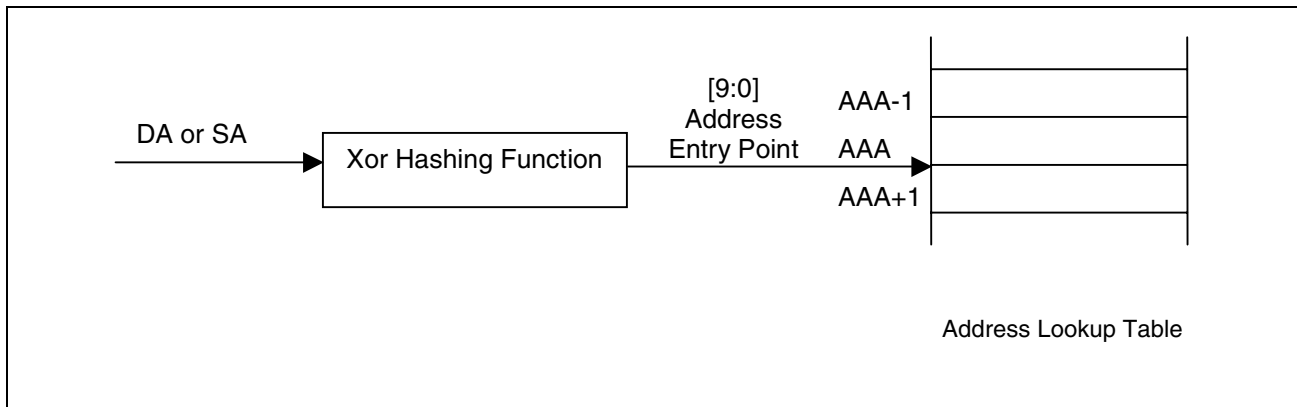 DA or SA
Xor Hashing Function
[9:0]
Address
Entry Point
AAA-1
AAA
AAA+1
Address Lookup Table